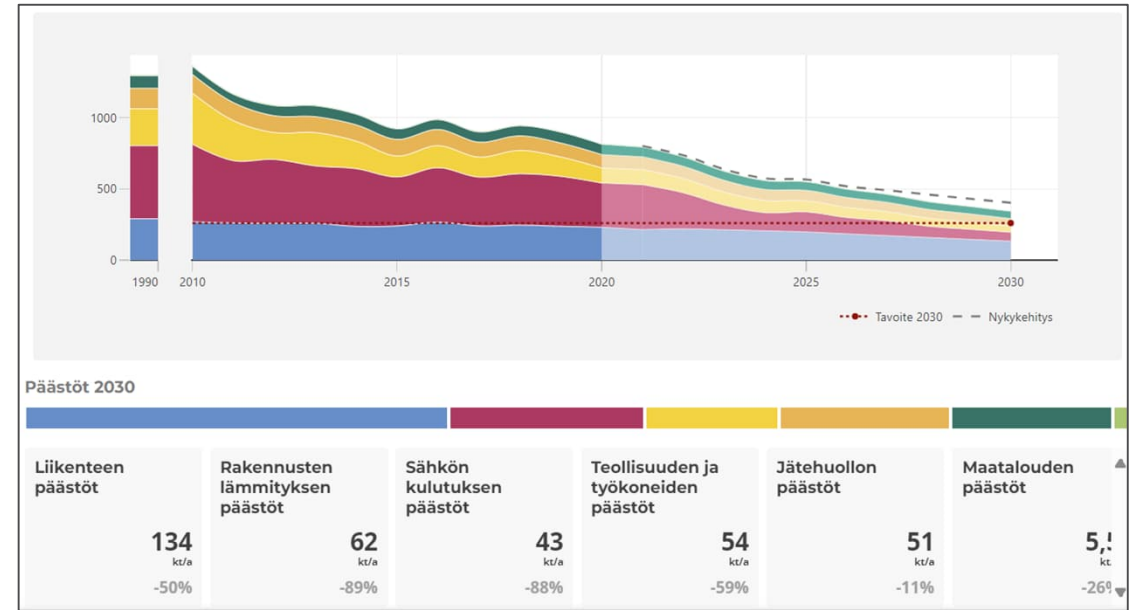 1000
500
0
1990
2010
2015
2020
2025
2030
Tavoite 2030
Nykykehitys
Päästöt 2030
Liikenteen
päästöt
134
kt/a
-50%
Rakennusten
lämmityksen
päästöt
62
kt/a
-89%
Sähkön
kulutuksen
päästöt
43
kt/a
-88%
Teollisuuden ja
työkoneiden
päästöt
54
kt/a
-59%
Jätehuollon
päästöt
51
kt/a
-11%
Maatalouden
päästöt